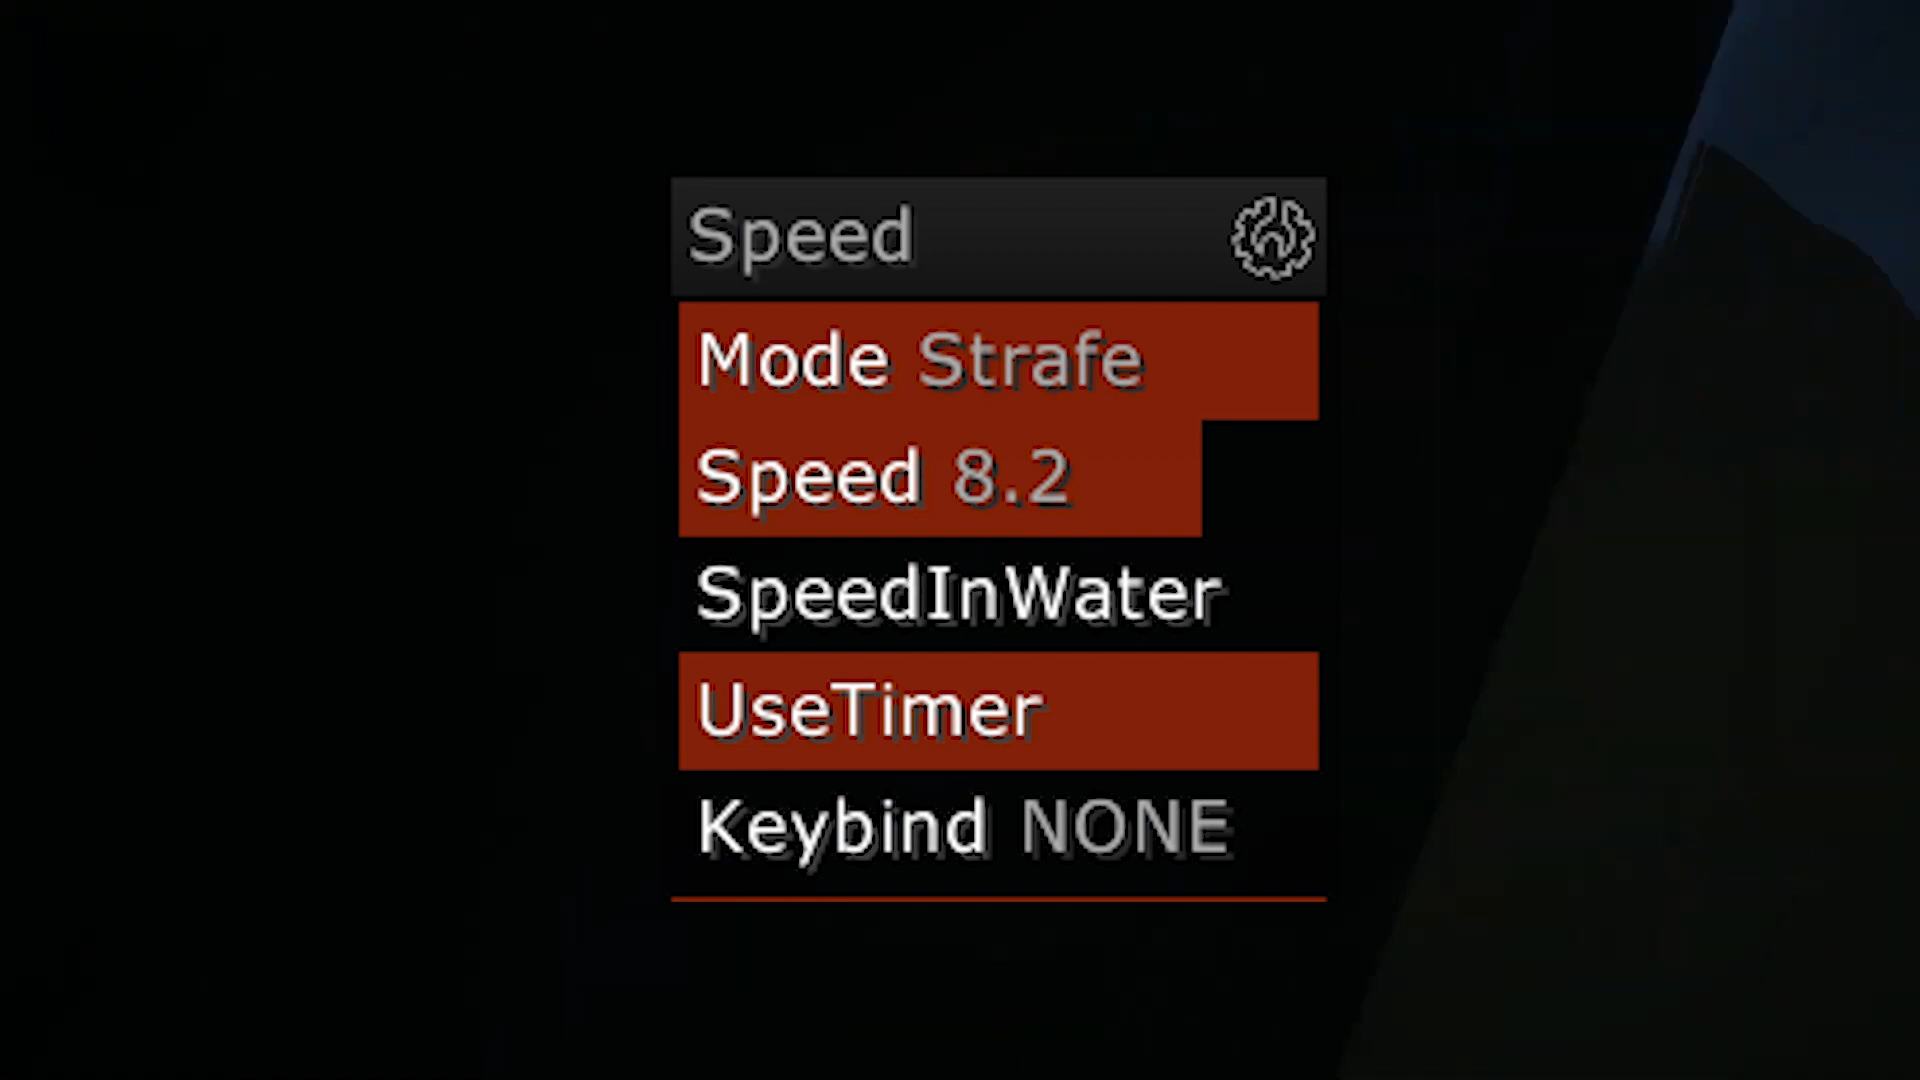 Speed
Mode Strafe
Speed 8.2
SpeedInWater
UseTimer
Keybind NONE